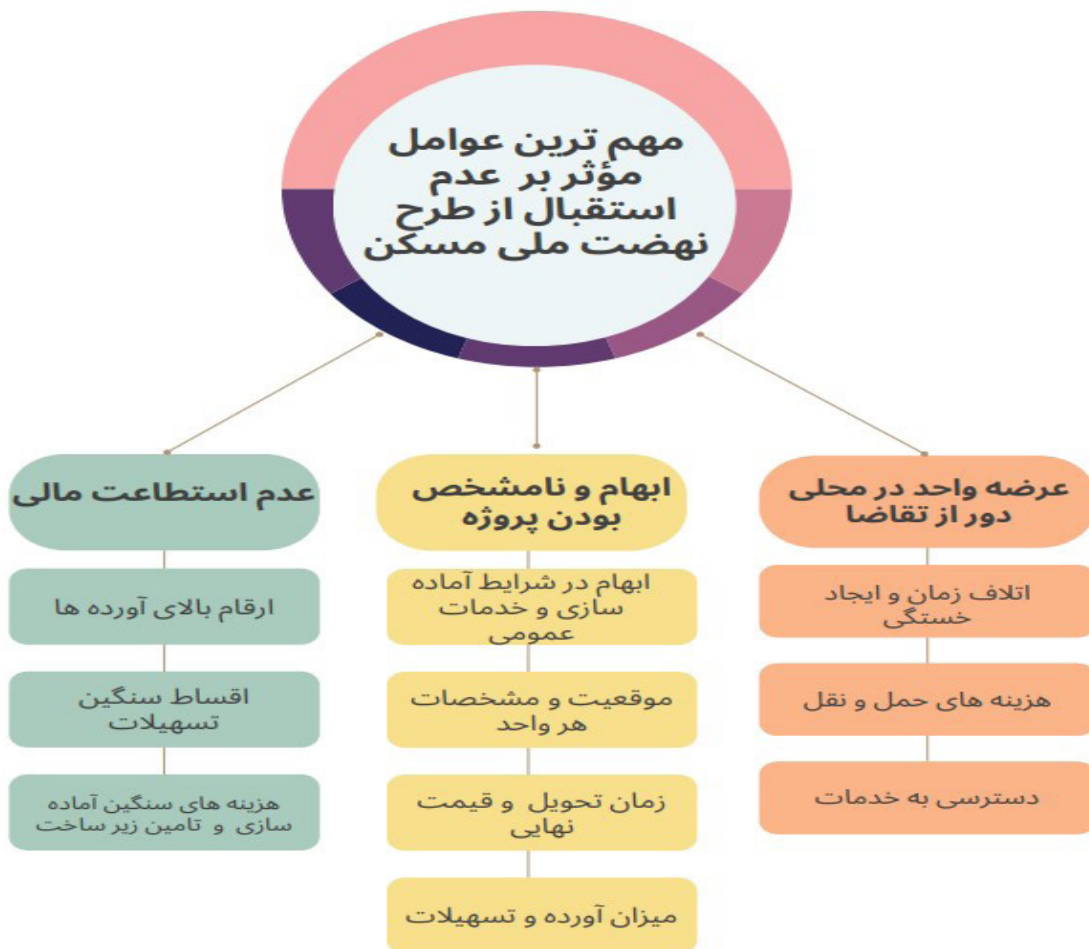 مهم ترین عوامل
مؤثر بر عدم
استقبال از طرح
نهضت ملی مسکن
عرضه واحد در محلی
دور از تقاضا
اتلاف زمان و ایجاد
خستگی
هزینه های حمل و نقل
دسترسی به خدمات
ابهام و نامشخص
بودن پروژه
ابهام در شرایط آماده
سازی و خدمات
عمومی
موقعیت و مشخصات
هر واحد
زمان تحویل و قیمت
نهایی
میزان آورده و تسهیلات
عدم استطاعت مالی
ارقام بالای آورده ها
اقساط سنگین
تسهیلات
هزینه های سنگین آماده
سازی و تامین زیر ساخت